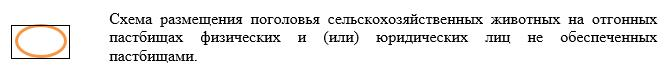 Схема размещения поголовья сельскохозяйственных животных на отгонных
пастбищах физических и (или) юридических лиц не обеспеченных
пастбищами.